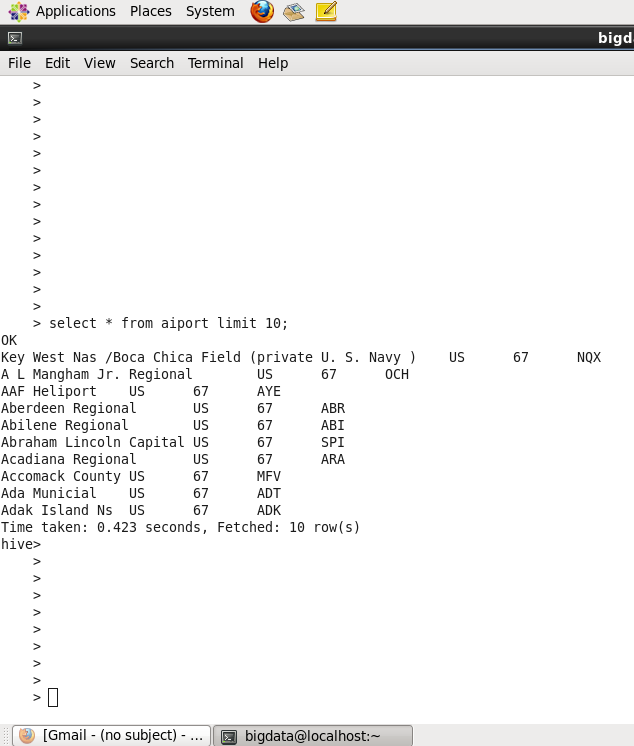 Applications Places System
bigd
File Edit View Search Terminal Help
>
>
>
>
>
>
>
>
>
>
>
>
>
>
> select * from aiport limit 10;
OK
Key West Nas /Boca Chica Field (private U. S. Navy ) US 67 NQX
A L Mangham Jr. Regional US 67 OCH
AAF Heliport US 67 AYE
Aberdeen Regional US 67 ABR
Abilene Regional US 67 ABI
Abraham Lincoln Capital US 67 SPI
Acadiana Regional US 67 ARA
Accomack County US 67 MFV
Ada Municial US 67 ADT
Adak Island Ns US 67 ADK
Time taken: 0.423 seconds, Fetched: 10 row(s)
hive>
>
>
>
>
>
>
>
>
>
[Gmail - (no subject) - ... bigdata@localhost:~